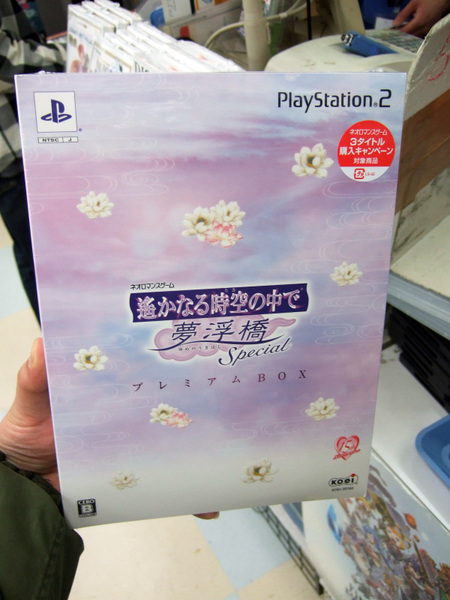 PlayStation®2
NTSC J
ネオロマンスゲーム
3タイトル
購入キャンペーン
対象商品
ネオロマンスゲーム
遙かなる時空の中で
夢浮橋
Special
プレミアムBOX
15
KOEI
CERO
B